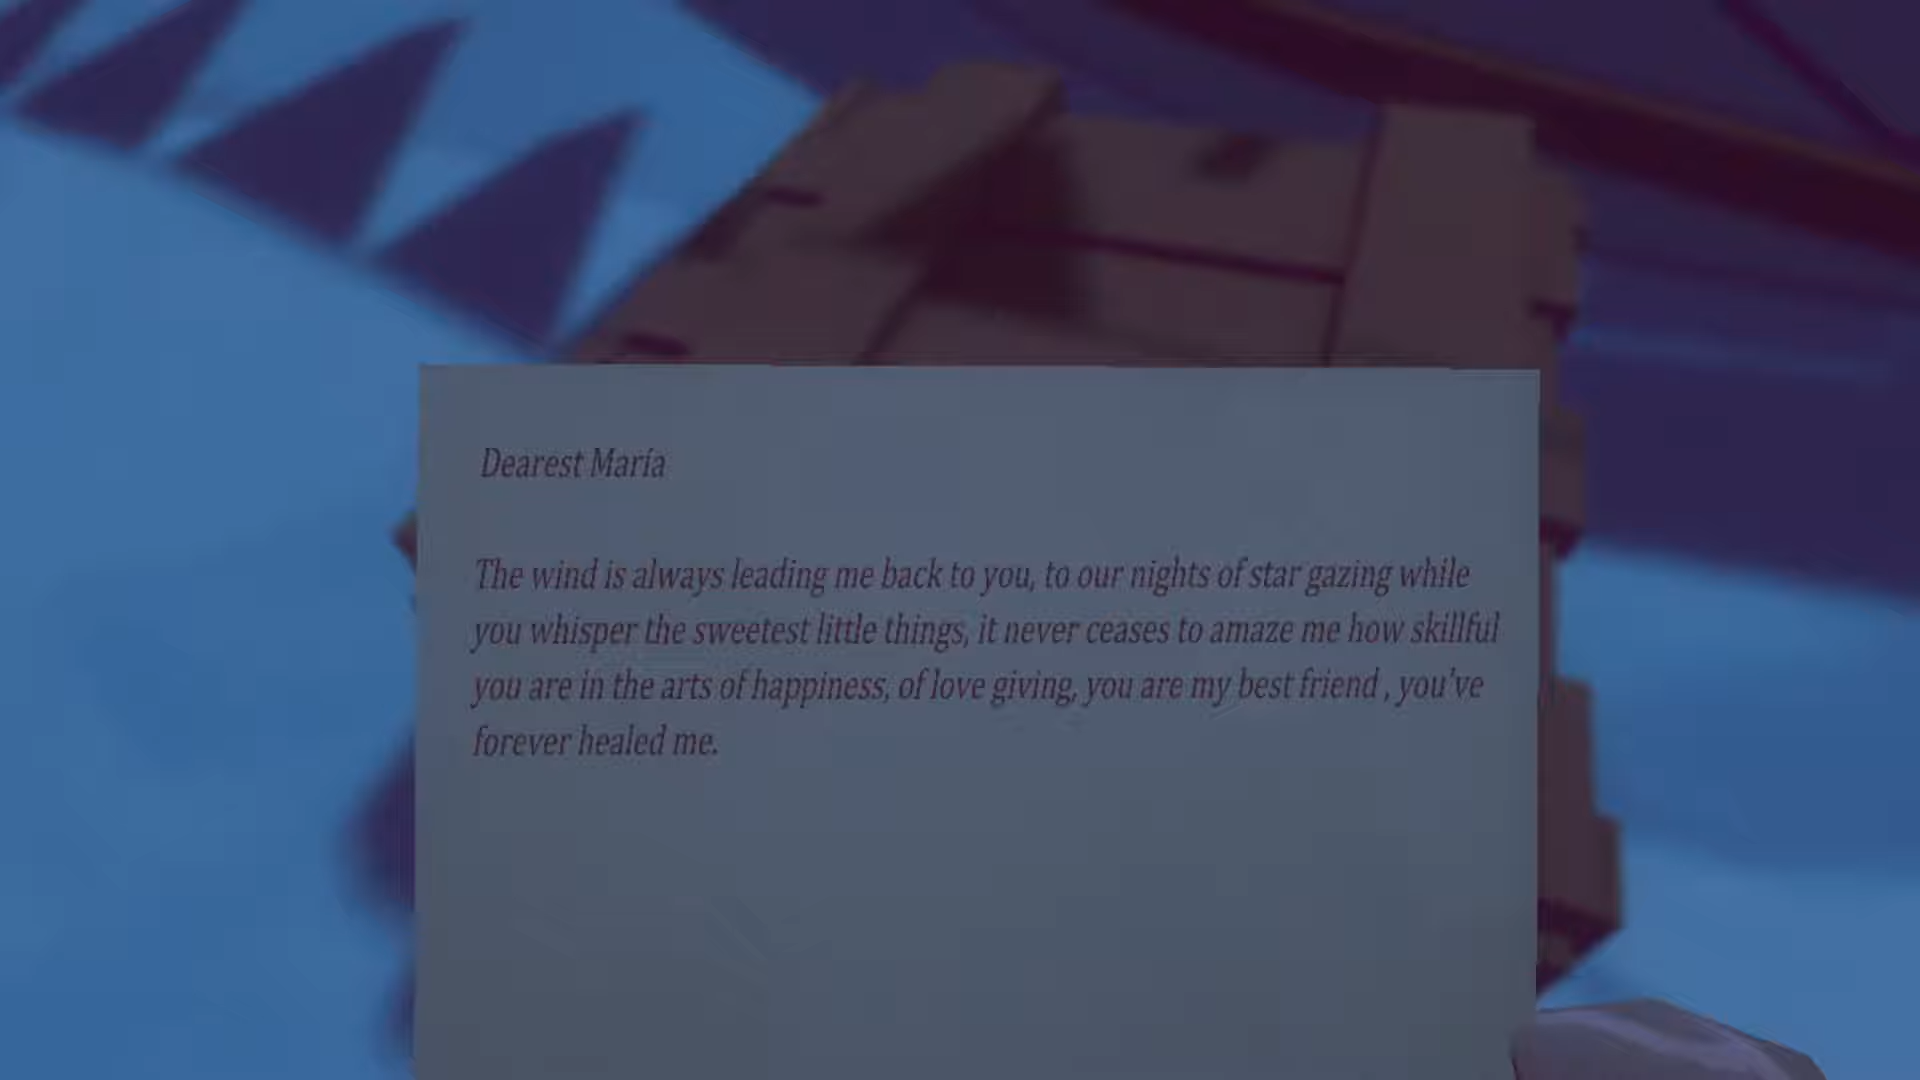 Dearest María
The wind is always leading me back to you, to our nights of star gazing while
you whisper the sweetest little things, it never ceases to amaze me how skillful
you are in the arts of happiness, of love giving, you are my best friend , you've
forever healed me.